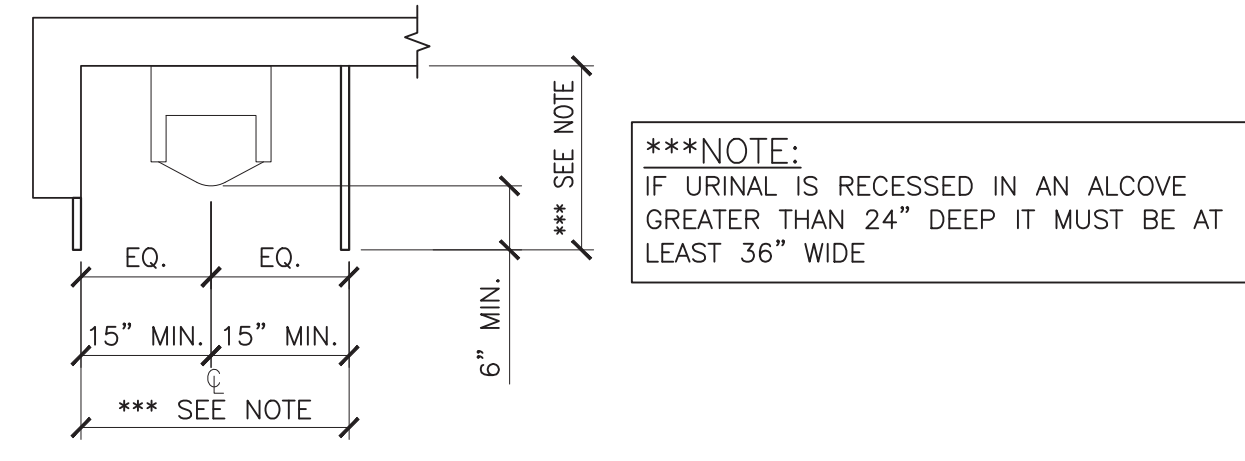 *** SEE NOTE
***NOTE:
IF URINAL IS RECESSED IN AN ALCOVE
GREATER THAN 24” DEEP IT MUST BE AT
LEAST 36” WIDE
EQ. EQ.
6” MIN.
15” MIN. 15” MIN.
℄
*** SEE NOTE